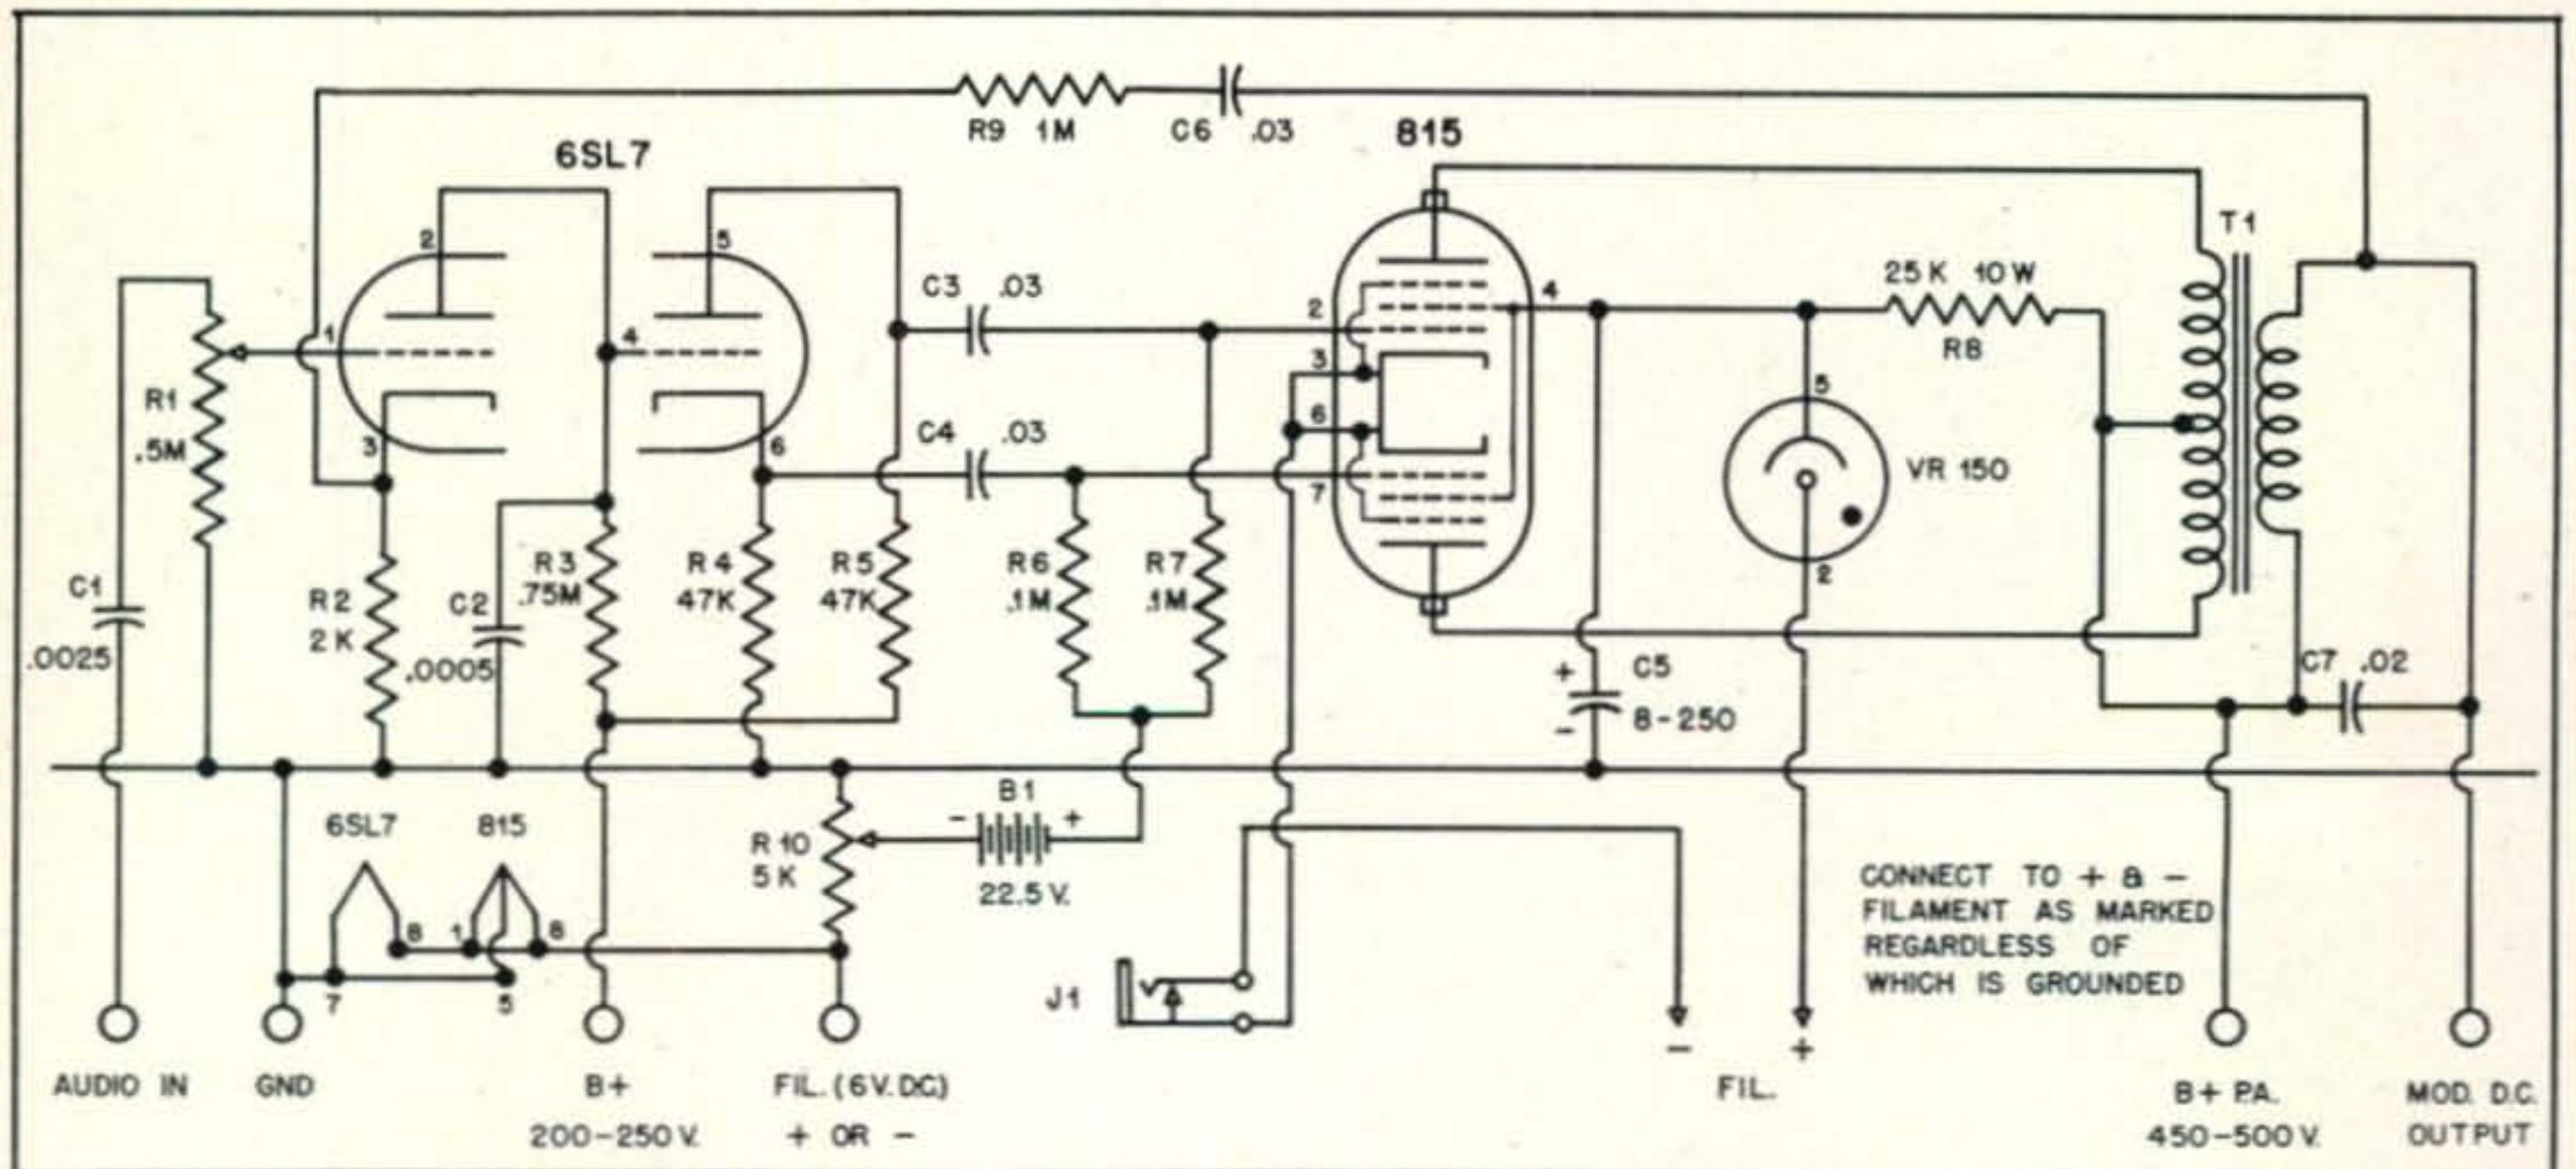 R9 1M
C6 .03
815
6SL7
T1
2
5
C3 .03
4
25K 10W
R8
1
4
2
3
5
R1
.5M
3
6
C4 .03
6
7
VR 150
R3
.75M
R4
47K
R5
47K
R6
.1M
R7
.1M
2
C1
.0025
R2
2K
C2
.0005
+ C5
- 8-250
C7 .02
6SL7
815
B1
- +
22.5V.
R10
5K
8
1
8
7
5
J1
CONNECT TO + & -
FILAMENT AS MARKED
REGARDLESS OF
WHICH IS GROUNDED
- +
AUDIO IN
GND
B+
200-250V.
FIL. (6V.D.C.)
+ OR -
FIL.
B+ P.A.
450-500V.
MOD. D.C.
OUTPUT